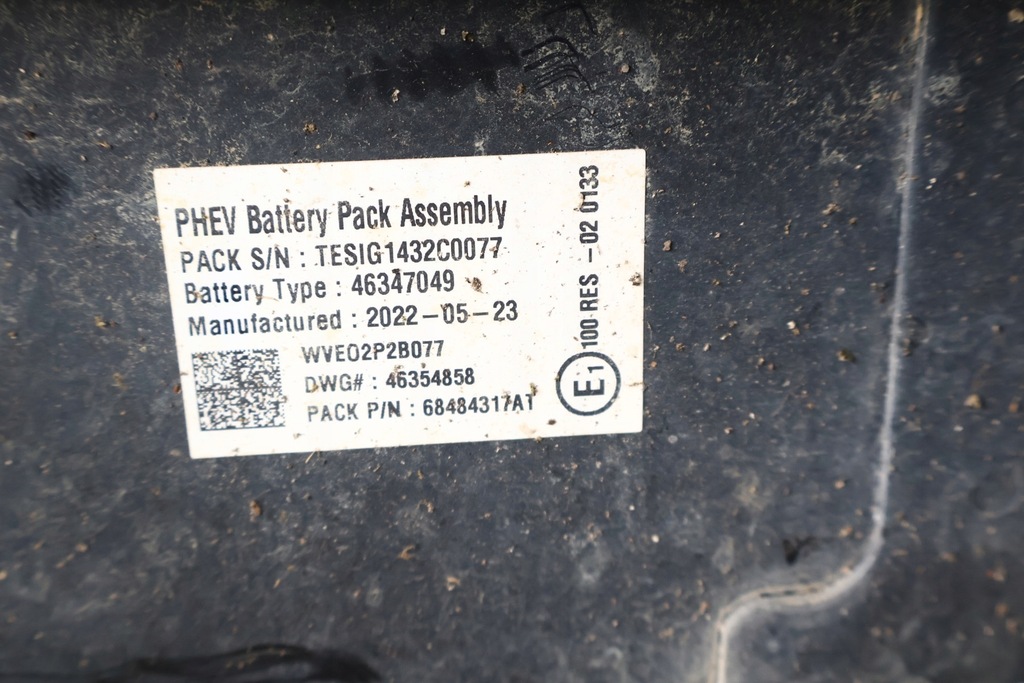 PHEV Battery Pack Assembly
PACK S/N : TESIG1432C0077
Battery Type : 46347049
Manufactured : 2022-05-23
WVE02P2B077
DWG# : 46354858
PACK P/N : 68484317AT
E1
100 RES -02 0133